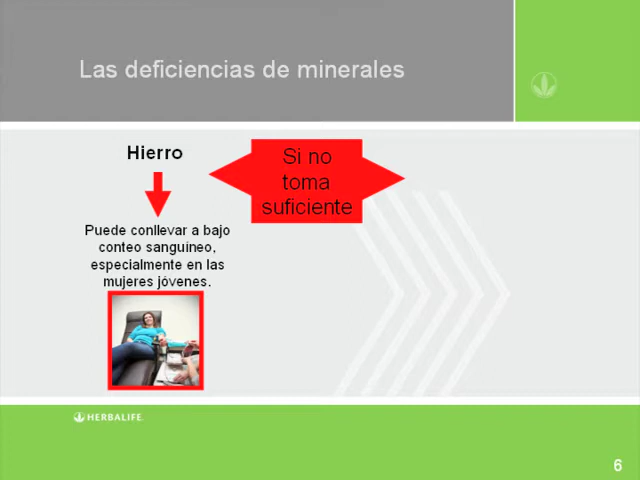 Las deficiencias de minerales
Hierro
Si no
toma
suficiente
Puede conllevar a bajo
conteo sanguíneo,
especialmente en las
mujeres jóvenes.
HERBALIFE
6